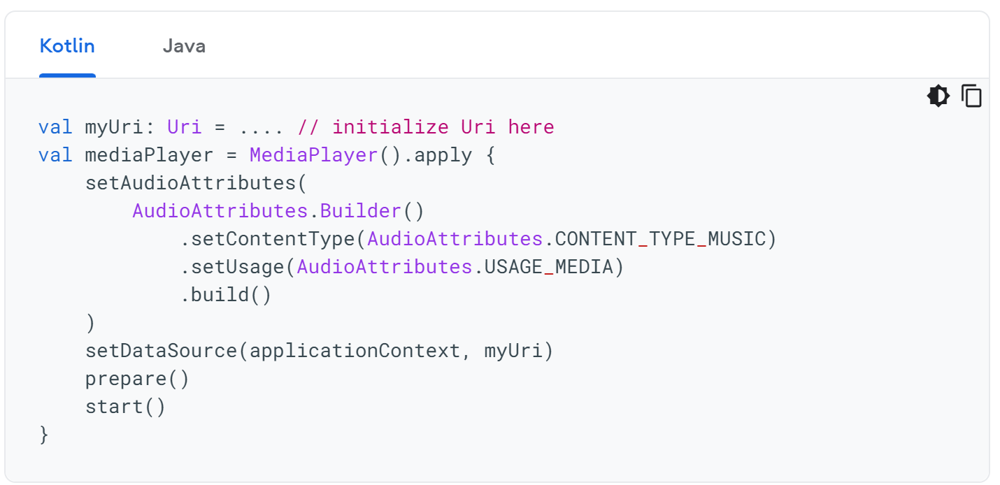 Kotlin Java
val myUri: Uri = .... // initialize Uri here
val mediaPlayer = MediaPlayer().apply {
    setAudioAttributes(
        AudioAttributes.Builder()
            .setContentType(AudioAttributes.CONTENT_TYPE_MUSIC)
            .setUsage(AudioAttributes.USAGE_MEDIA)
            .build()
    )
    setDataSource(applicationContext, myUri)
    prepare()
    start()
}